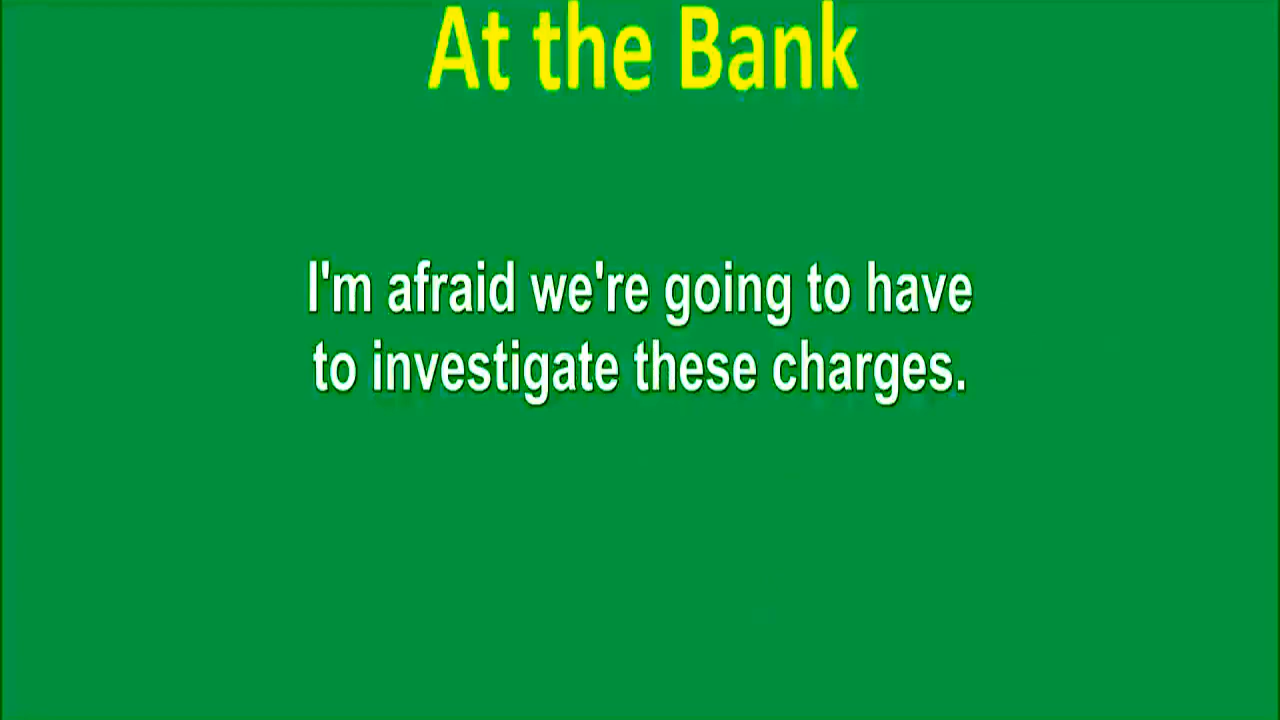 At the Bank
I'm afraid we're going to have
to investigate these charges.